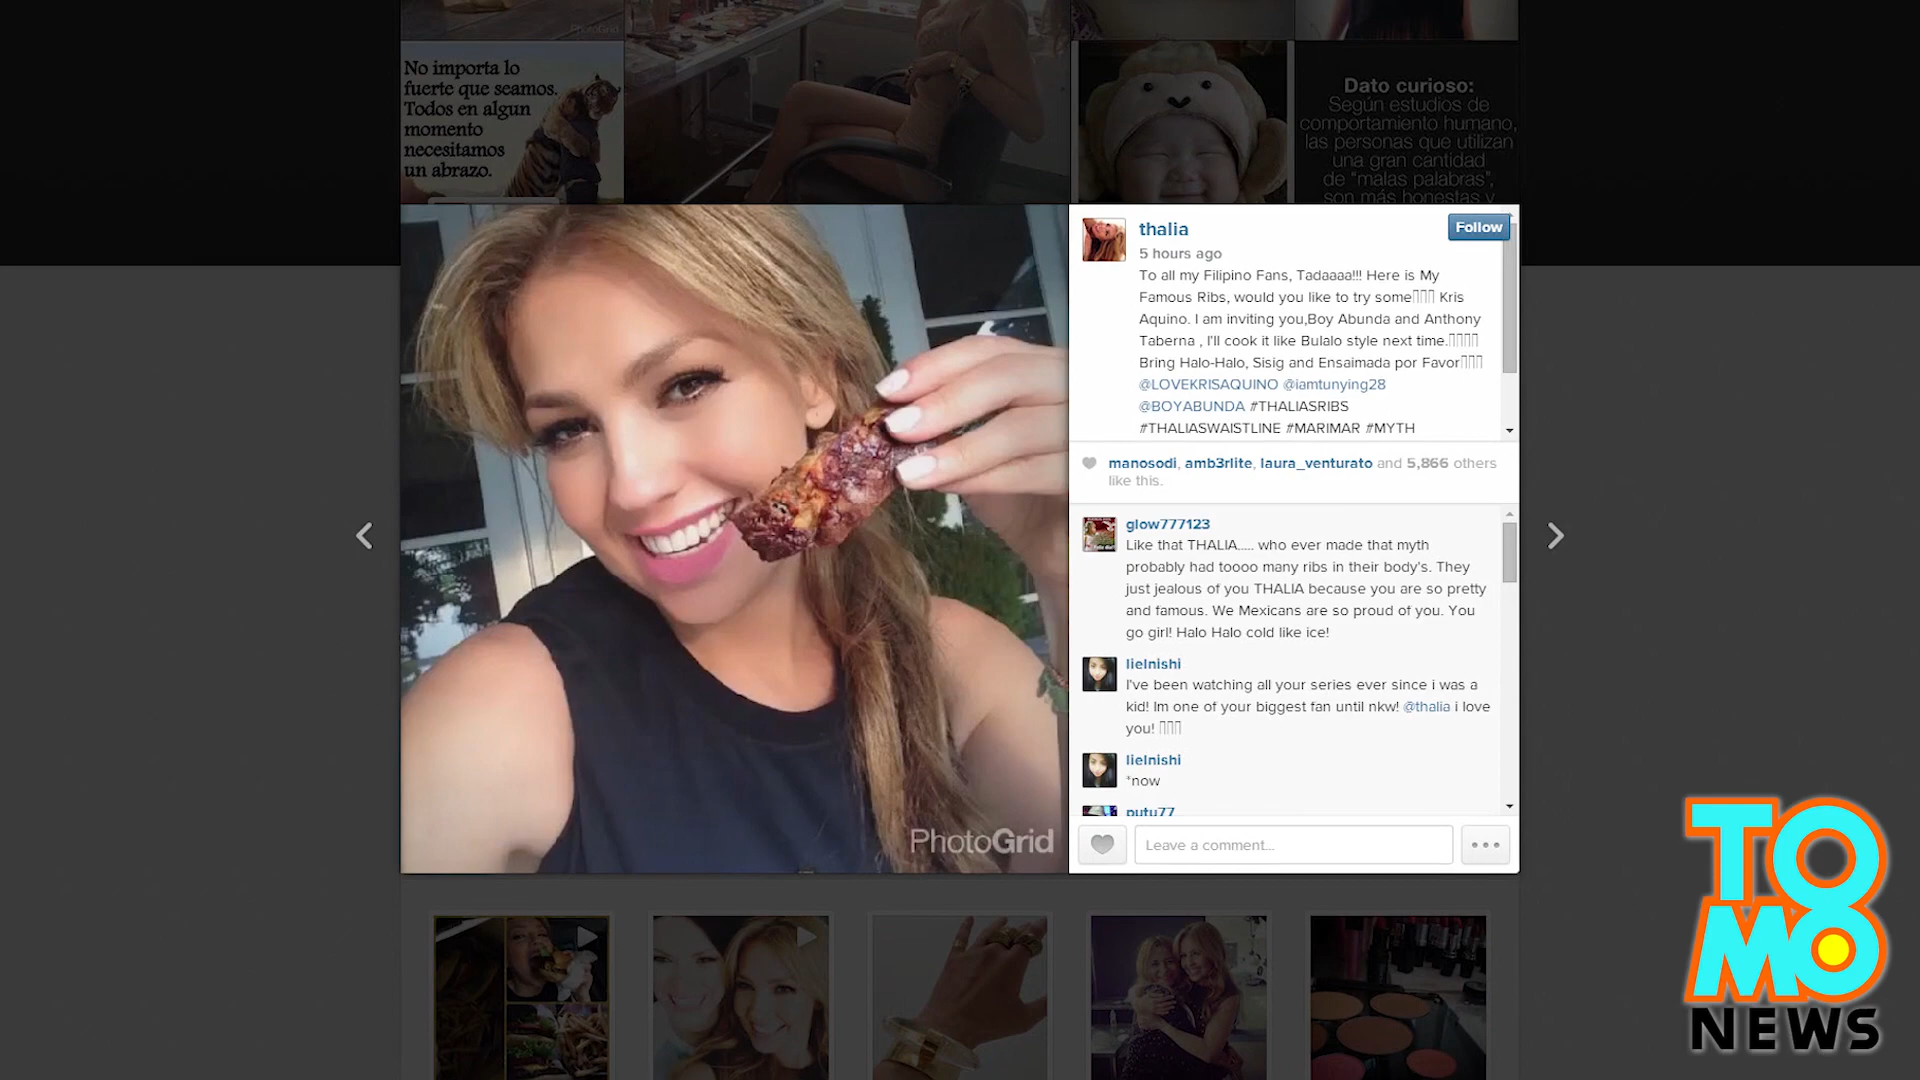 PhotoGrid
No importa lo
fuerte que seamos.
Todos en algun
momento
necesitamos
un abrazo.
Dato curioso:
Según estudios de
comportamiento humano,
las personas que utilizan
una gran cantidad
de “malas palabras”,
son más honestas y
thalia
Follow
5 hours ago
To all my Filipino Fans, Tadaaaa!!! Here is My
Famous Ribs, would you like to try some Kris
Aquino. I am inviting you,Boy Abunda and Anthony
Taberna , I'll cook it like Bulalo style next time.
Bring Halo-Halo, Sisig and Ensaimada por Favor
@LOVEKRISAQUINO @iamtunying28
@BOYABUNDA #THALIASRIBS
#THALIASWAISTLINE #MARIMAR #MYTH
manosodi, amb3rlite, laura_venturato and 5,866 others
like this.
glow777123
Like that THALIA..... who ever made that myth
probably had toooo many ribs in their body's. They
just jealous of you THALIA because you are so pretty
and famous. We Mexicans are so proud of you. You
go girl! Halo Halo cold like ice!
lielnishi
I've been watching all your series ever since i was a
kid! Im one of your biggest fan until nkw! @thalia i love
you!
lielnishi
*now
putu77
PhotoGrid
Leave a comment...
TOMO
NEWS